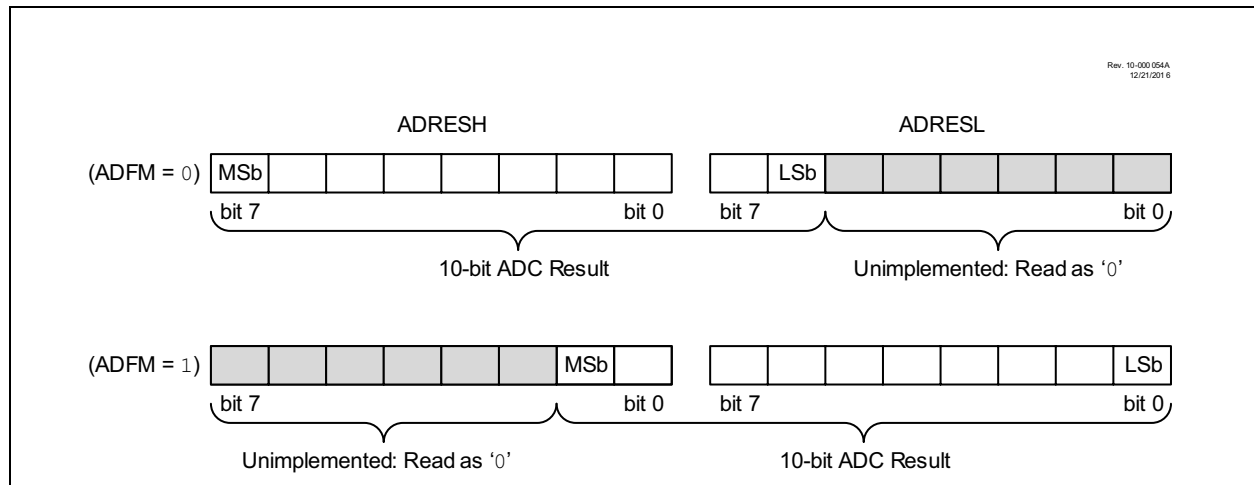 Rev. 10-000 054A
12/21/201 6
ADRESH ADRESL
(ADFM = 0) MSb LSb
bit 7 bit 0 bit 7 bit 0
10-bit ADC Result Unimplemented: Read as ‘0’
(ADFM = 1) MSb LSb
bit 7 bit 0 bit 7 bit 0
Unimplemented: Read as ‘0’ 10-bit ADC Result